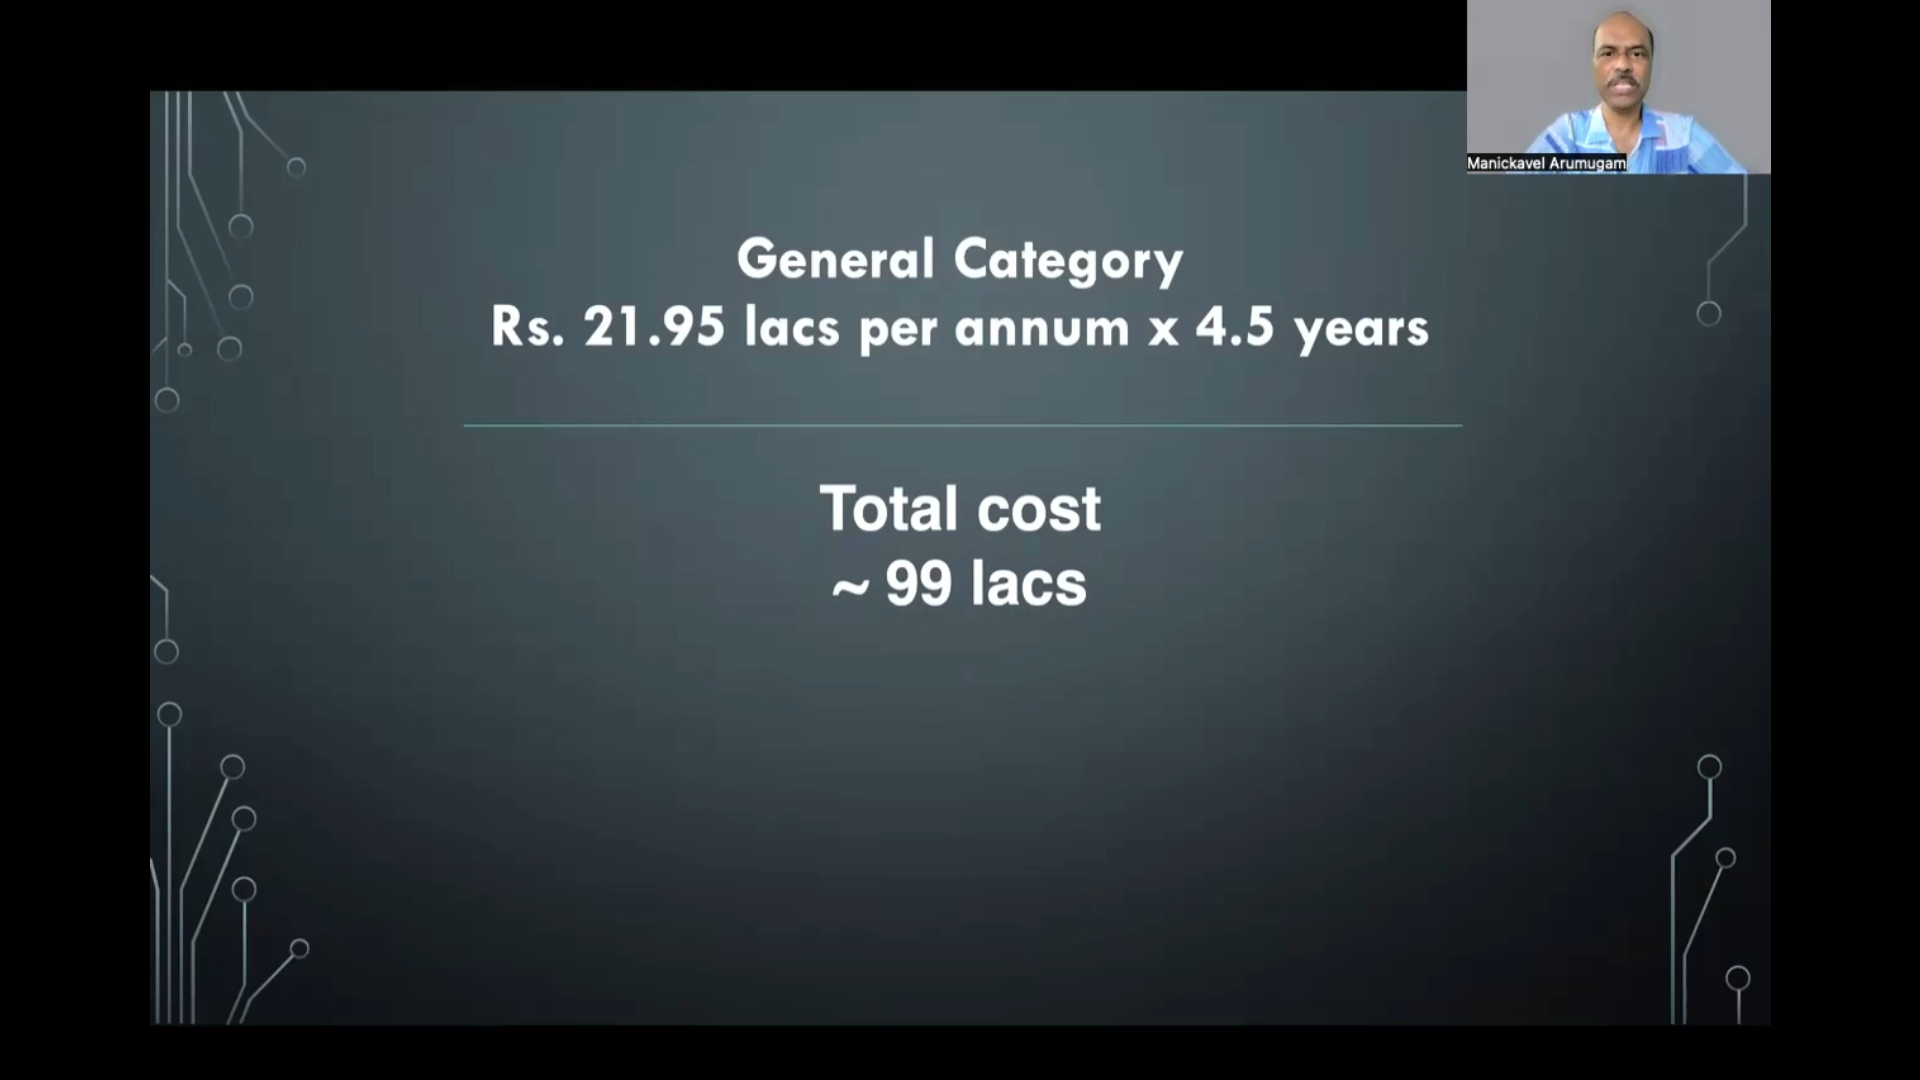 Manickavel Arumugam
General Category
Rs. 21.95 lacs per annum x 4.5 years
Total cost
~ 99 lacs